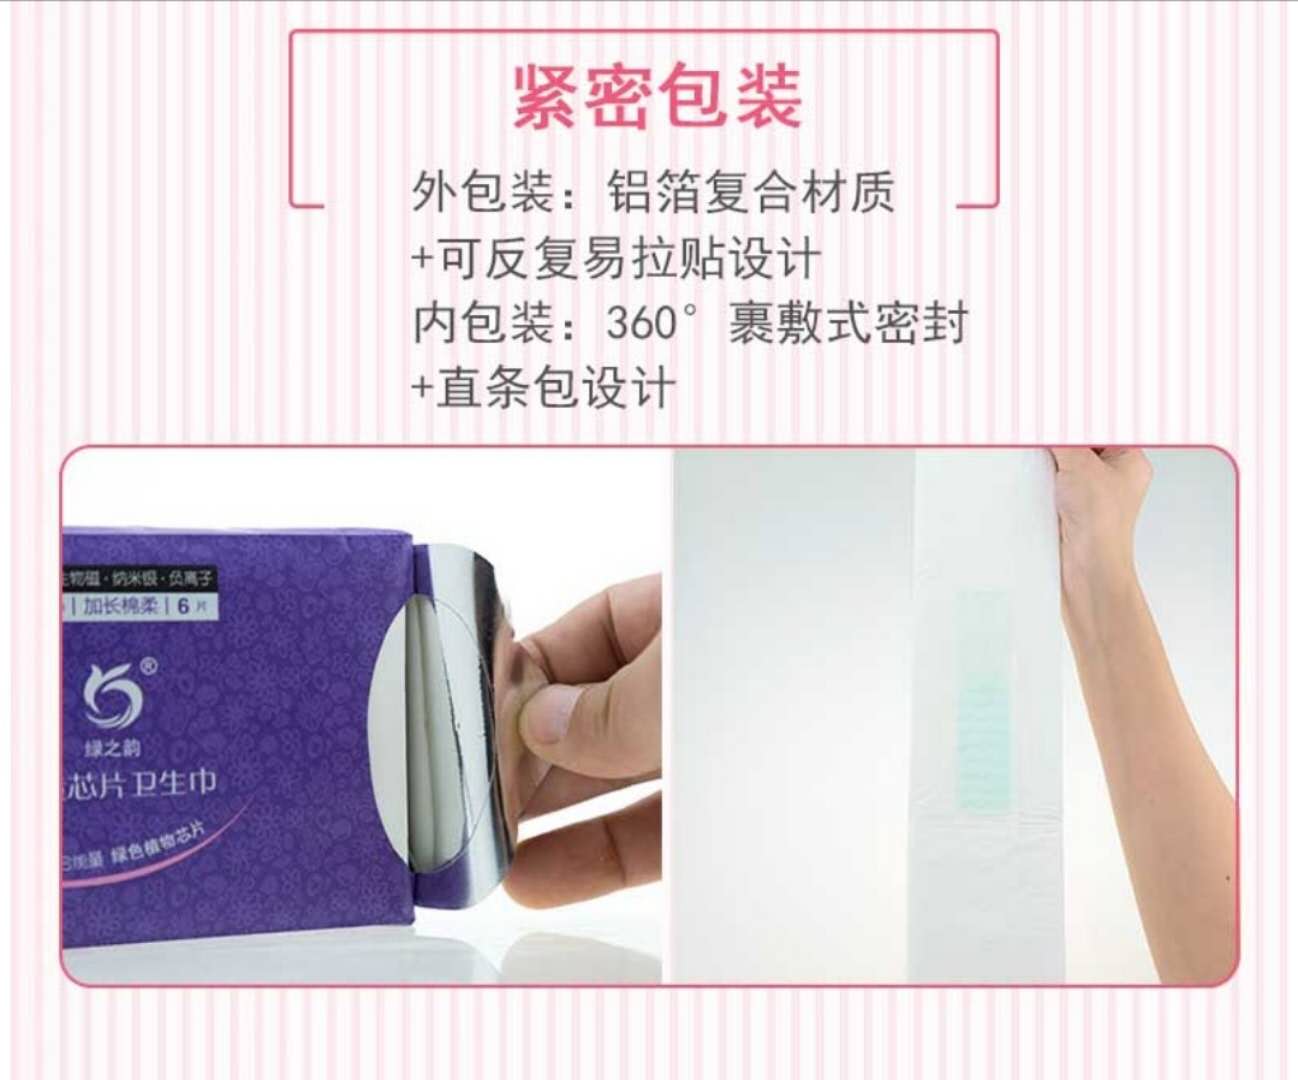 紧密包装
外包装：铝箔复合材质
+可反复易拉贴设计
内包装：360°裹敷式密封
+直条包设计
生物磁·纳米银·负离子
加长棉柔 | 6片
®
绿之韵
芯片卫生巾
能量 绿色植物芯片